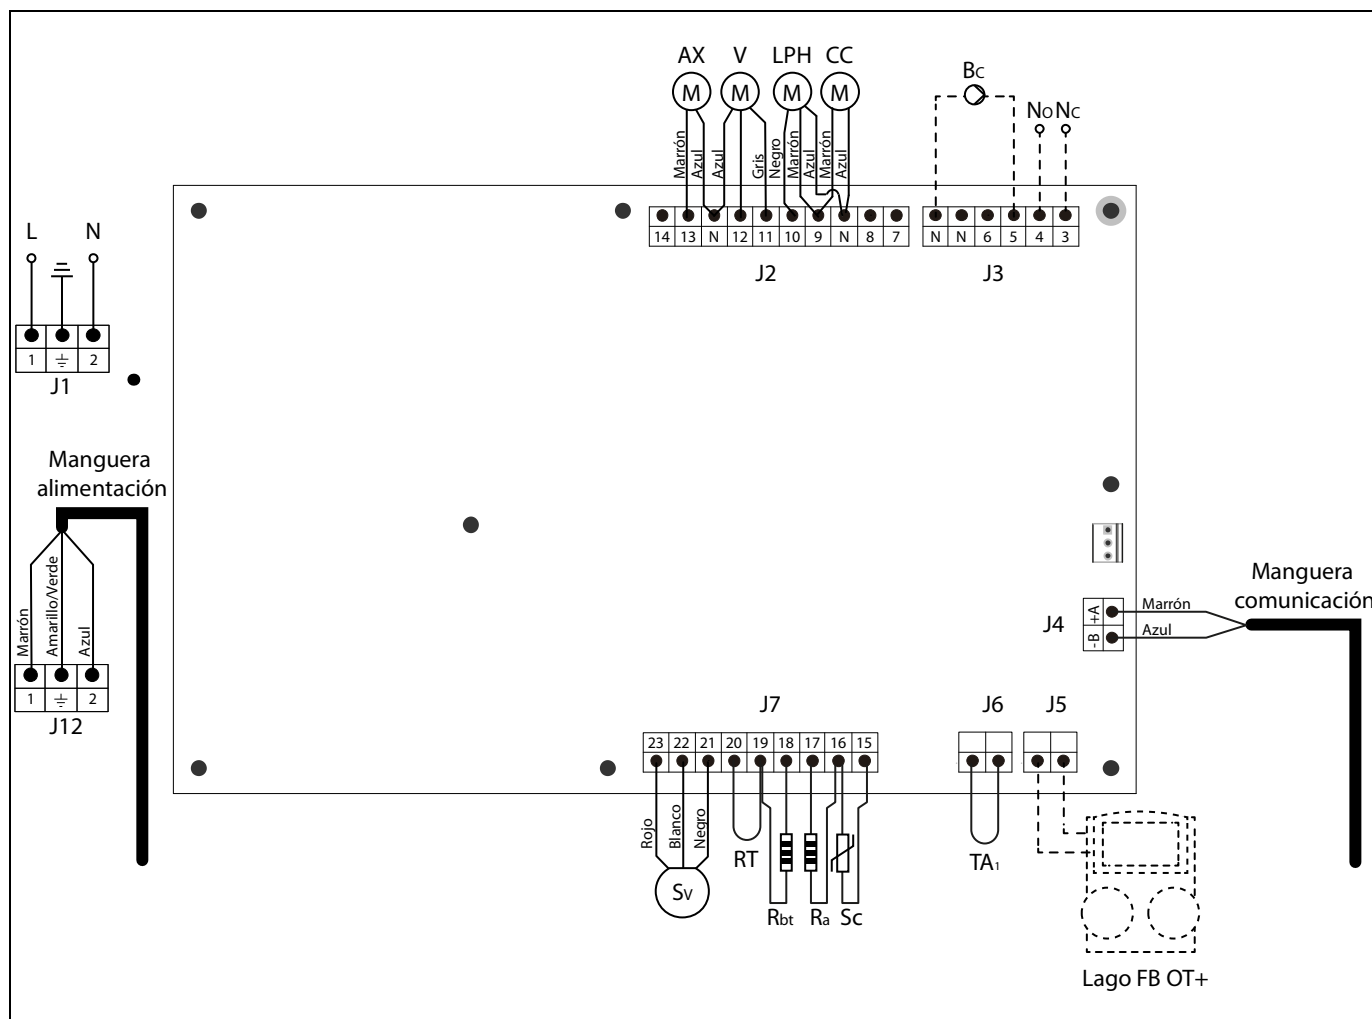 AX V LPH CC
M M M M
BC
NO NC
Marrón
Azul
Azul
Gris
Negro
Marrón
Azul
Marrón
Azul
14 13 N 12 11 10 9 N 8 7
J2
N N 6 5 4 3
J3
L N
1 2
J1
Manguera
alimentación
Marrón
Amarillo/Verde
Azul
1 2
J12
Manguera
comunicación
J4
+A
-B
Marrón
Azul
J7
23 22 21 20 19 18 17 16 15
J6
J5
Rojo
Blanco
Negro
SV
RT
Rbt
Ra
Sc
TA1
Lago FB OT+